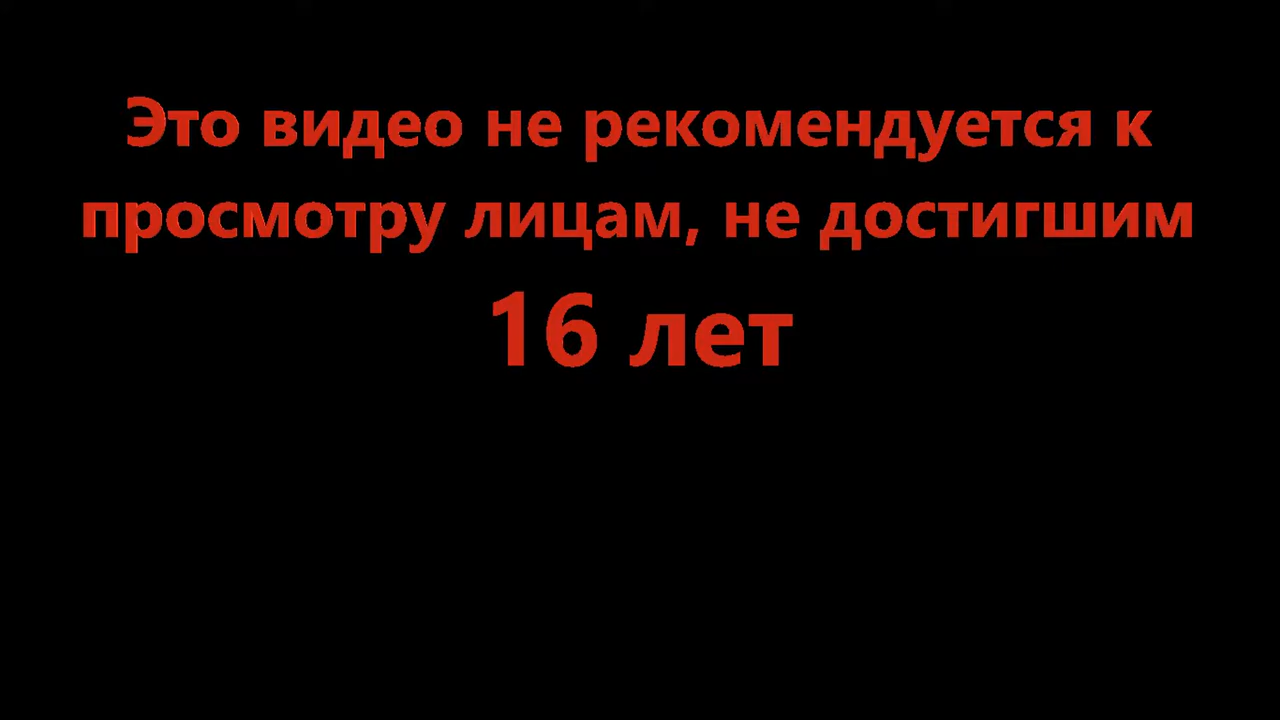 Это видео не рекомендуется к
просмотру лицам, не достигшим
16 лет